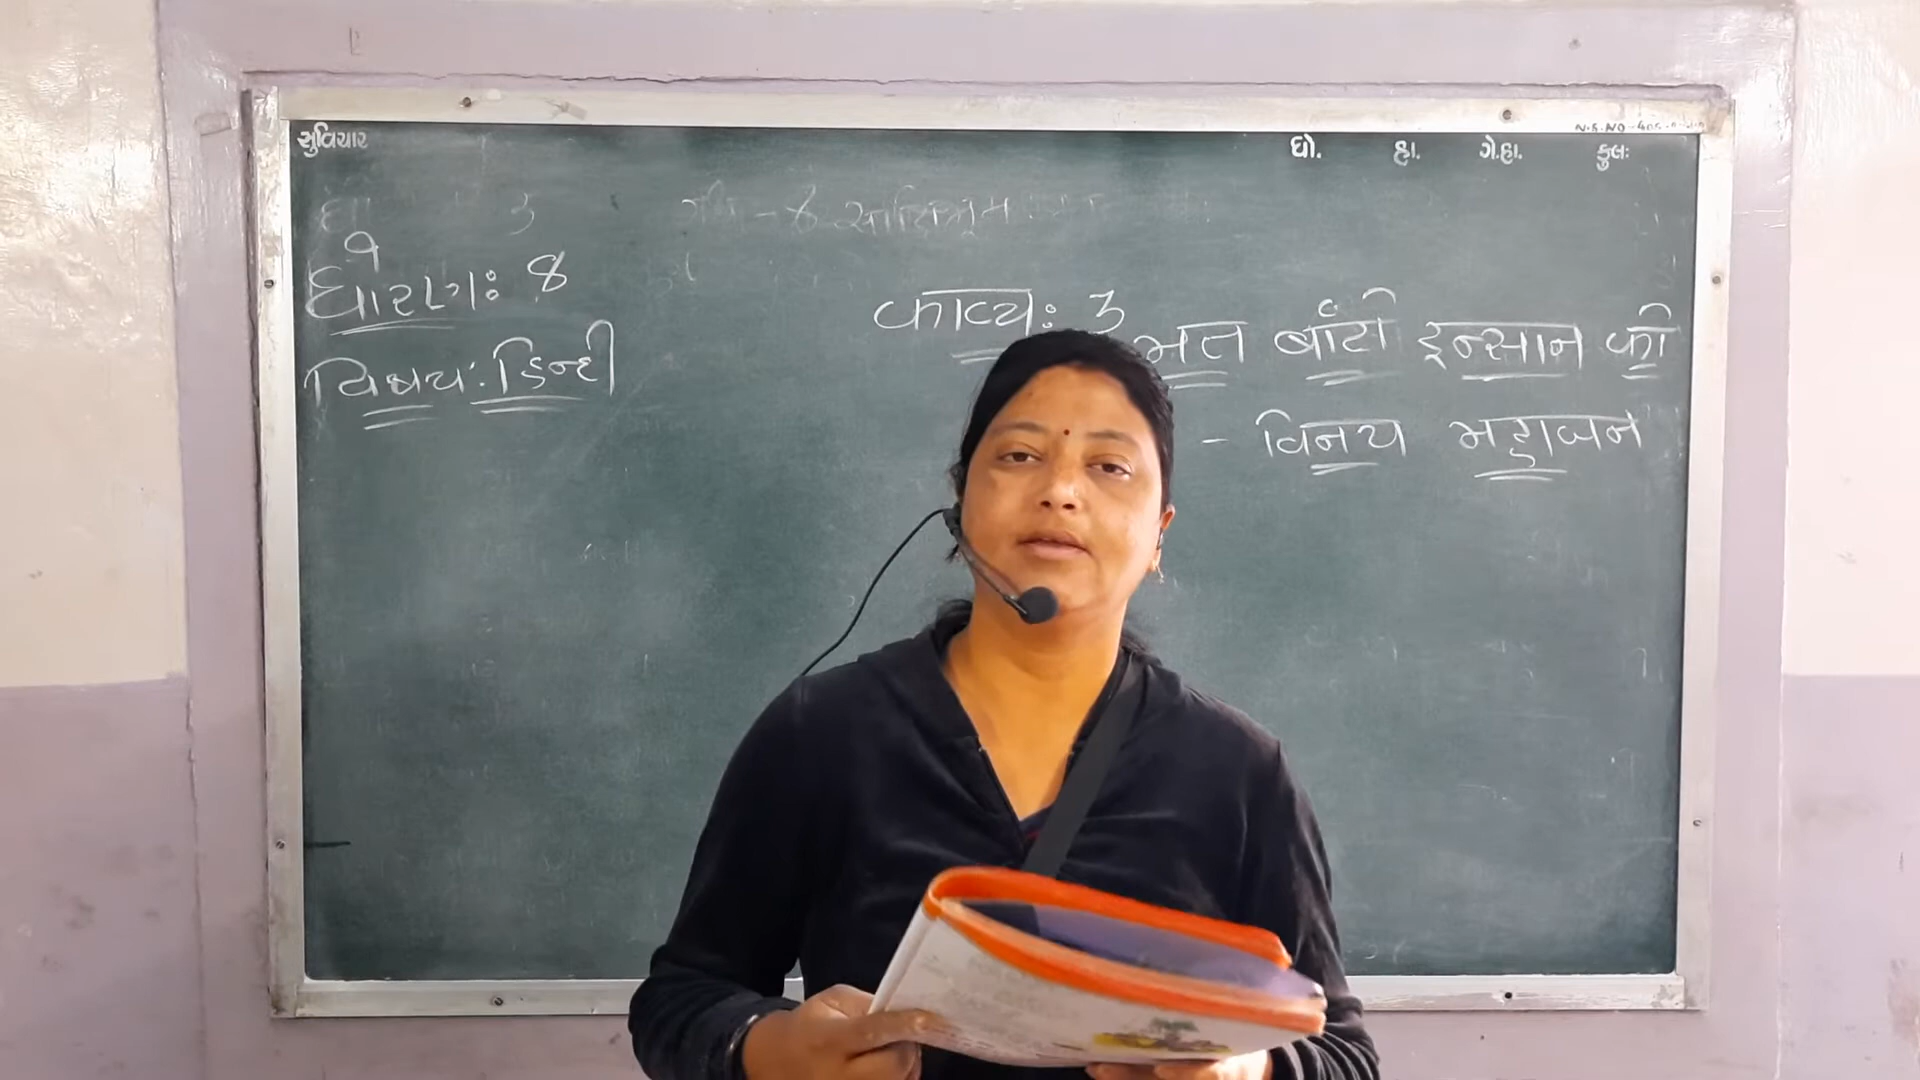 સુવિચાર
ઘો. હા. ગે.હા. કુલઃ
ધોરણઃ 8
વિષયઃ હિન્દી
काव्य: 3
मत बाँटो इन्सान को
- विनय महाजन